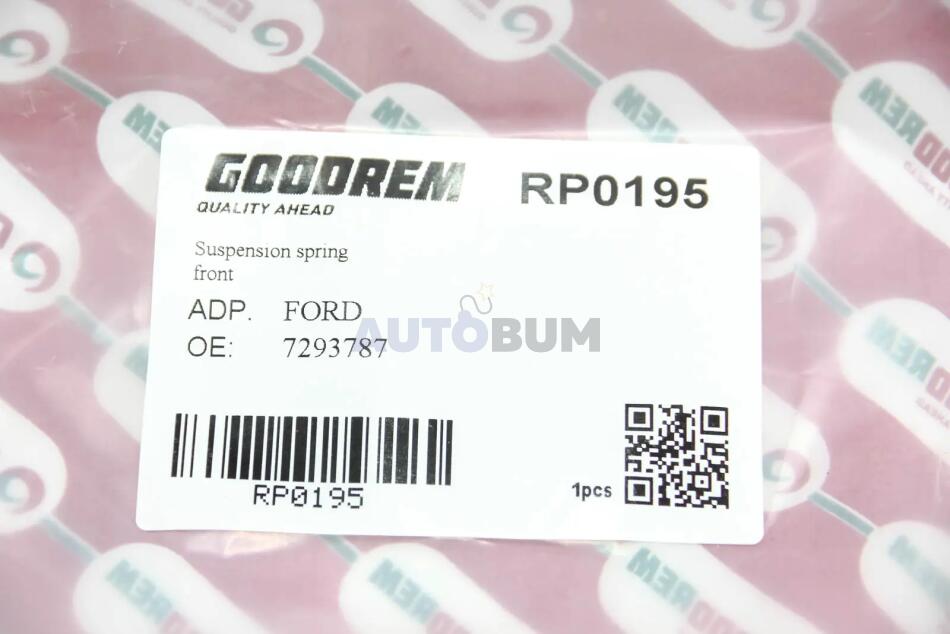 GOODREM
QUALITY AHEAD
RP0195
Suspension spring
front
ADP. FORD
OE: 7293787
AUTOBUM
RP0195
1pcs